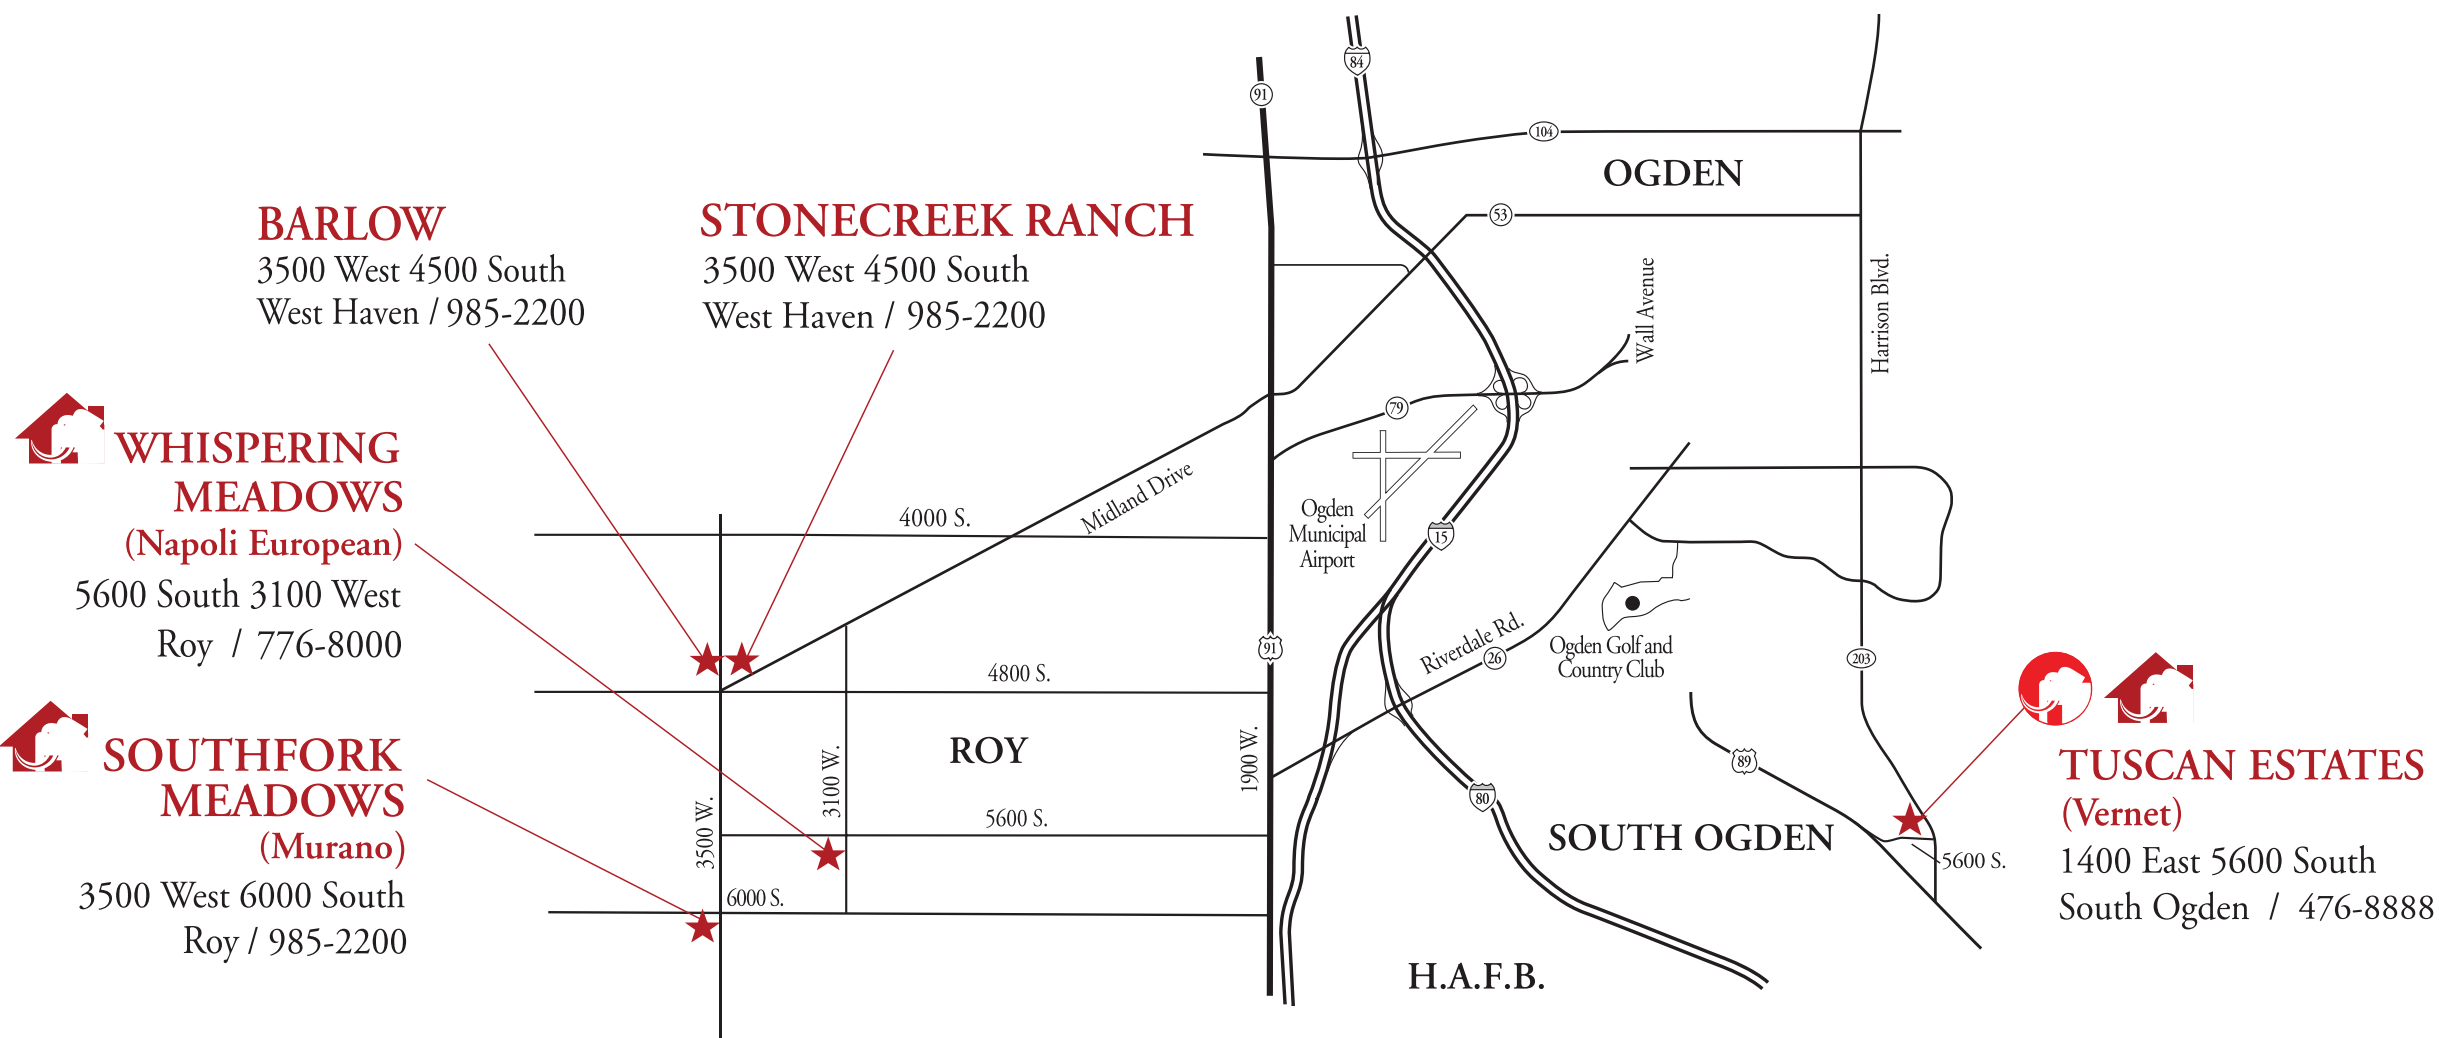 84
91
104
OGDEN
53
BARLOW
3500 West 4500 South
West Haven / 985-2200
STONECREEK RANCH
3500 West 4500 South
West Haven / 985-2200
Wall Avenue
Harrison Blvd.
79
WHISPERING
MEADOWS
(Napoli European)
5600 South 3100 West
Roy / 776-8000
Midland Drive
4000 S.
Ogden
Municipal
Airport
15
Riverdale Rd.
26
Ogden Golf and
Country Club
91
203
4800 S.
SOUTHFORK
MEADOWS
(Murano)
3500 West 6000 South
Roy / 985-2200
3500 W.
3100 W.
ROY
1900 W.
5600 S.
6000 S.
89
80
SOUTH OGDEN
5600 S.
H.A.F.B.
TUSCAN ESTATES
(Vernet)
1400 East 5600 South
South Ogden / 476-8888